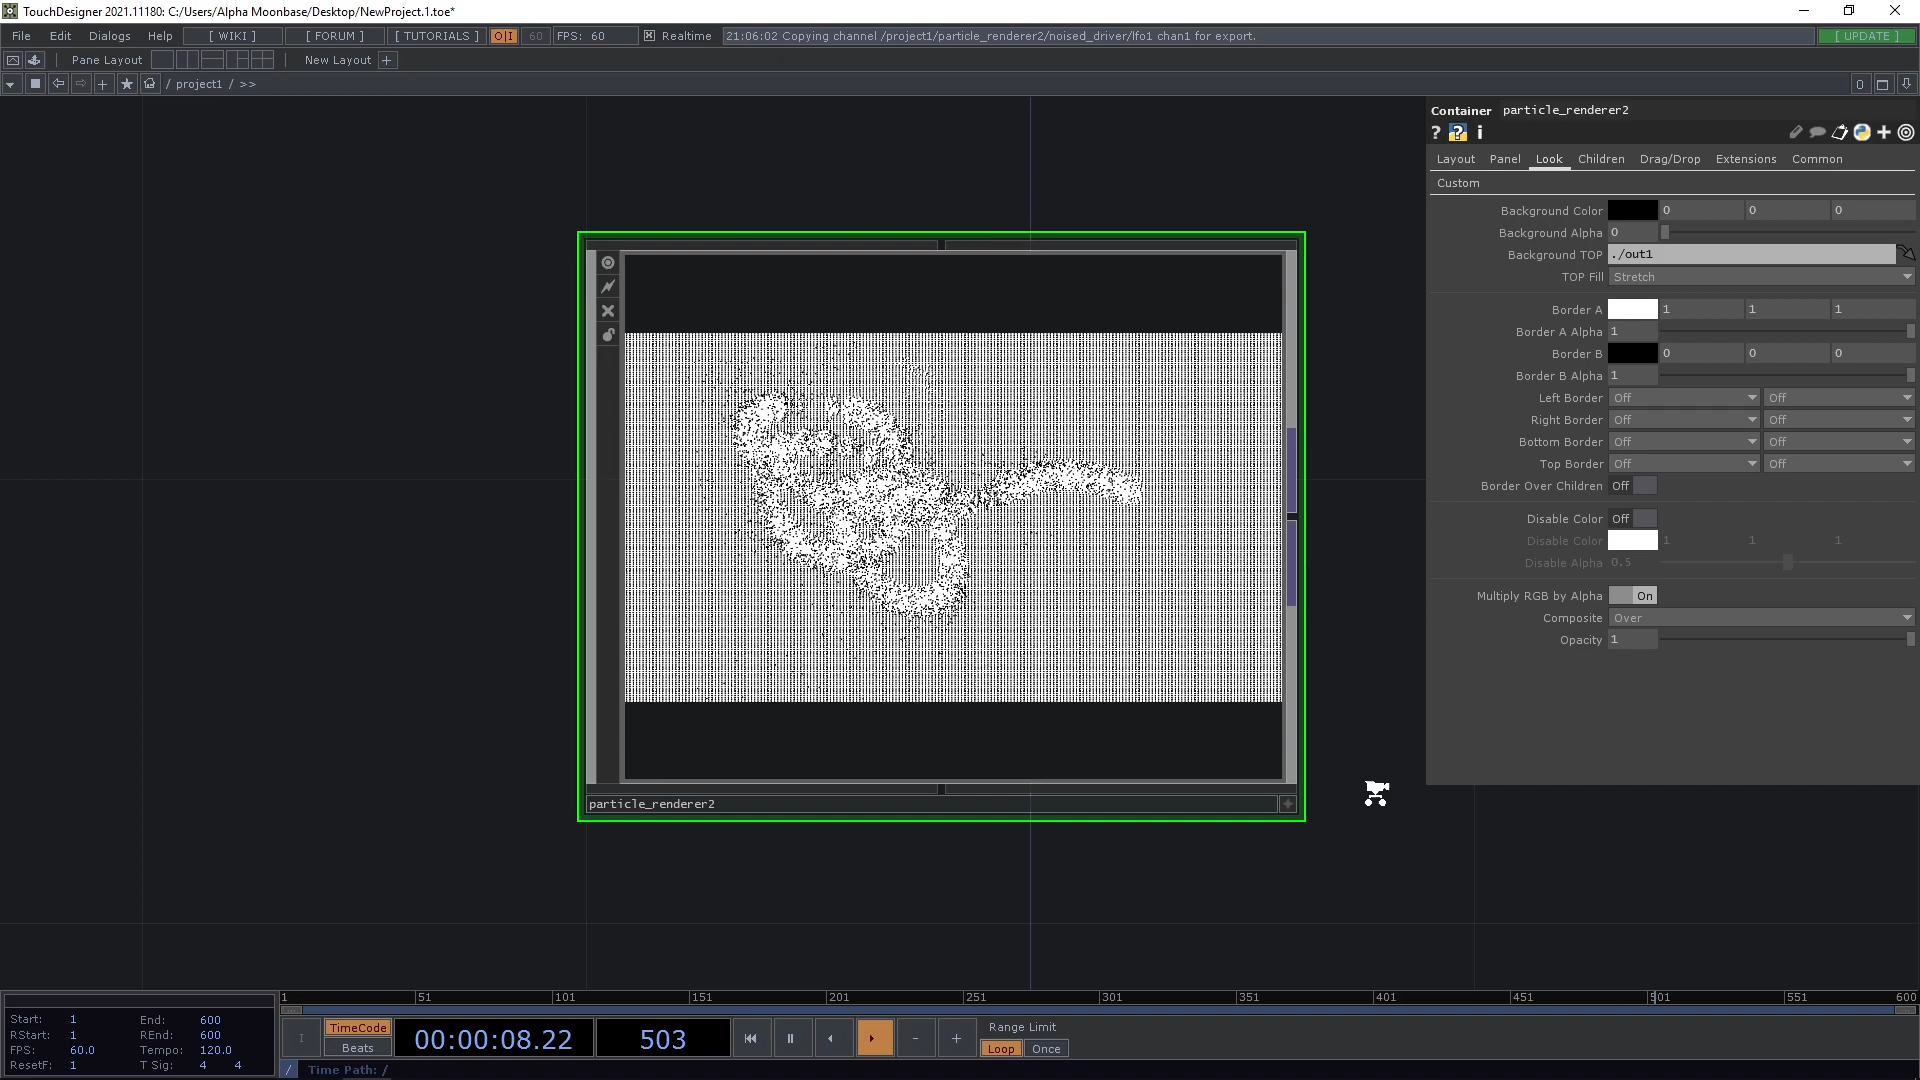 TouchDesigner 2021.11180: C:/Users/Alpha Moonbase/Desktop/NewProject.1.toe*
File Edit Dialogs Help [ WIKI ] [ FORUM ] [ TUTORIALS ] O|I 60 FPS: 60 Realtime 21:06:02 Copying channel /project1/particle_renderer2/noised_driver/lfo1 chan1 for export. [ UPDATE ]
Pane Layout New Layout +
/ project1 / >> 0
Container particle_renderer2
? ? i
Layout Panel Look Children Drag/Drop Extensions Common
Custom
Background Color 0 0 0
Background Alpha 0
Background TOP ./out1
TOP Fill Stretch
Border A 1 1 1
Border A Alpha 1
Border B 0 0 0
Border B Alpha 1
Left Border Off Off
Right Border Off Off
Bottom Border Off Off
Top Border Off Off
Border Over Children Off
Disable Color Off
Disable Color 1 1 1
Disable Alpha 0.5
Multiply RGB by Alpha On
Composite Over
Opacity 1
particle_renderer2
1 51 101 151 201 251 301 351 401 451 501 551 600
Start: 1 End: 600
RStart: 1 REnd: 600
FPS: 60.0 Tempo: 120.0
ResetF: 1 T Sig: 4 4
I TimeCode Beats 00:00:08.22 503 - +
Range Limit
Loop Once
/ Time Path: /